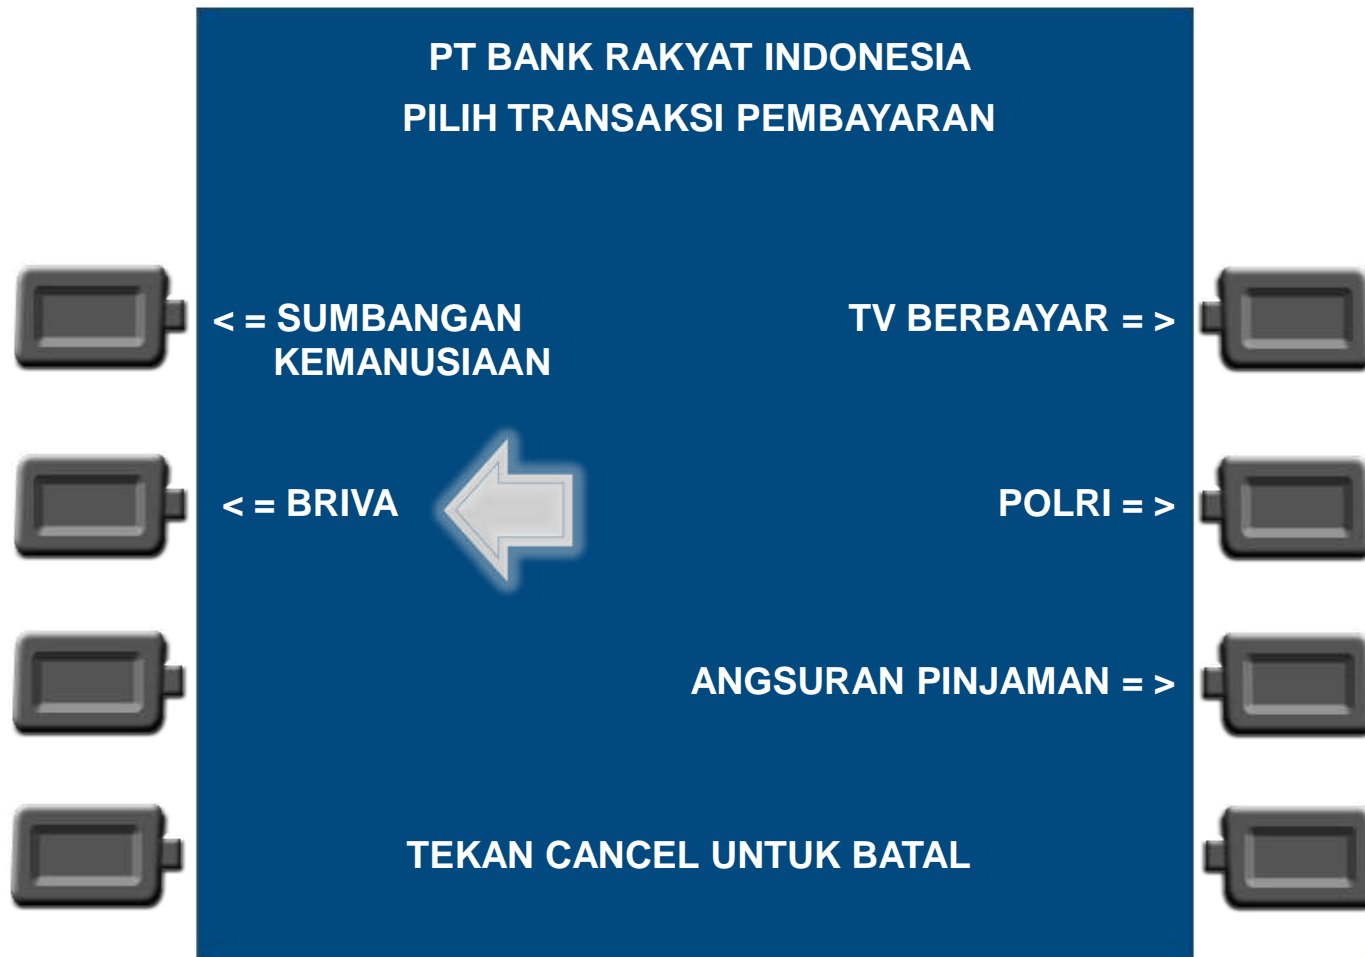 PT BANK RAKYAT INDONESIA
PILIH TRANSAKSI PEMBAYARAN
< = SUMBANGAN
KEMANUSIAAN
TV BERBAYAR = >
< = BRIVA
POLRI = >
ANGSURAN PINJAMAN = >
TEKAN CANCEL UNTUK BATAL